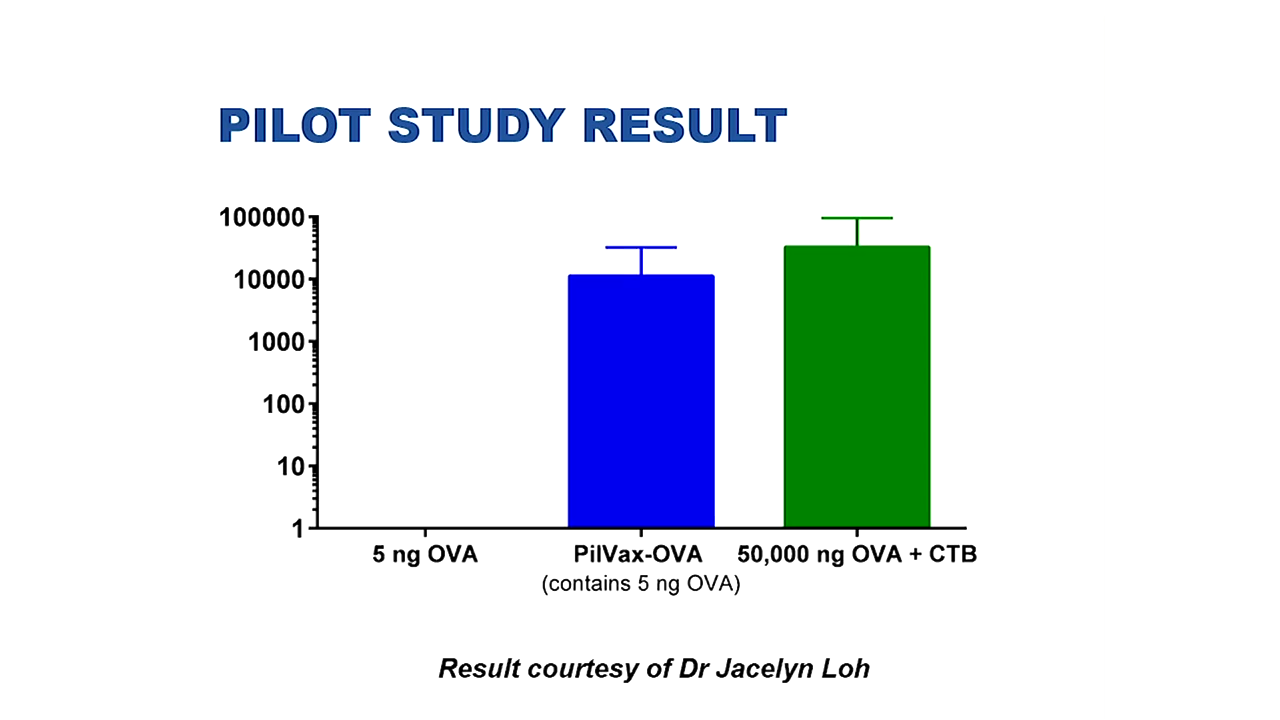 PILOT STUDY RESULT
100000
10000
1000
100
10
1
5 ng OVA
PilVax-OVA
50,000 ng OVA + CTB
(contains 5 ng OVA)
Result courtesy of Dr Jacelyn Loh